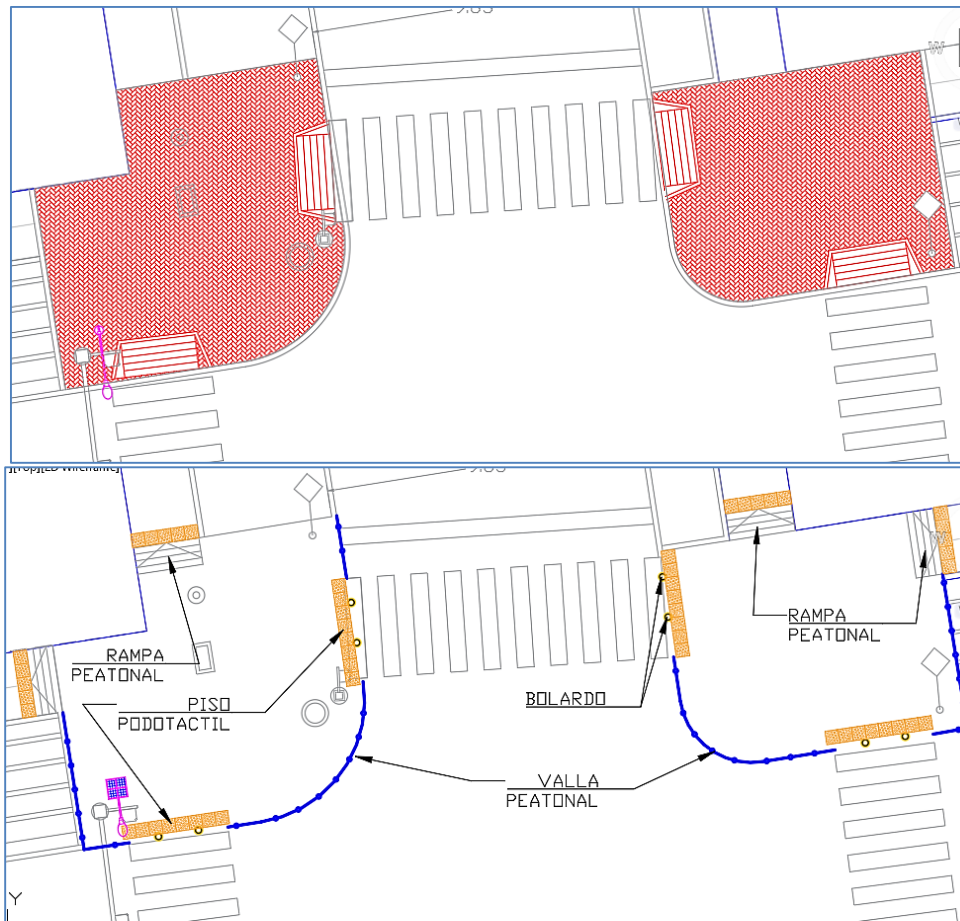 W
RAMPA
PEATONAL
PISO
PODOTACTIL
BOLARDO
VALLA
PEATONAL
RAMPA
PEATONAL
W
Y